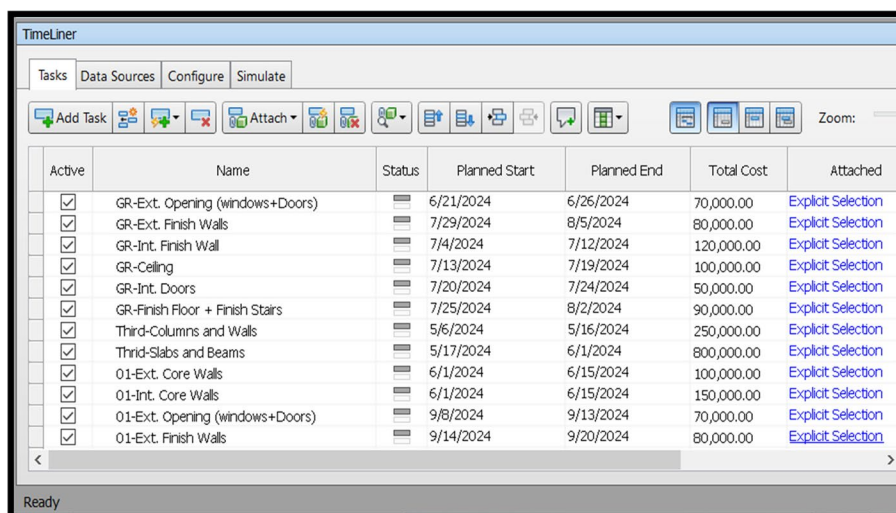 TimeLiner
Tasks Data Sources Configure Simulate
Add Task Attach Zoom:
Active Name Status Planned Start Planned End Total Cost Attached
GR-Ext. Opening (windows+Doors) 6/21/2024 6/26/2024 70,000.00 Explicit Selection
GR-Ext. Finish Walls 7/29/2024 8/5/2024 80,000.00 Explicit Selection
GR-Int. Finish Wall 7/4/2024 7/12/2024 120,000.00 Explicit Selection
GR-Ceiling 7/13/2024 7/19/2024 100,000.00 Explicit Selection
GR-Int. Doors 7/20/2024 7/24/2024 50,000.00 Explicit Selection
GR-Finish Floor + Finish Stairs 7/25/2024 8/2/2024 90,000.00 Explicit Selection
Third-Columns and Walls 5/6/2024 5/16/2024 250,000.00 Explicit Selection
Thrid-Slabs and Beams 5/17/2024 6/1/2024 800,000.00 Explicit Selection
01-Ext. Core Walls 6/1/2024 6/15/2024 100,000.00 Explicit Selection
01-Int. Core Walls 6/1/2024 6/15/2024 150,000.00 Explicit Selection
01-Ext. Opening (windows+Doors) 9/8/2024 9/13/2024 70,000.00 Explicit Selection
01-Ext. Finish Walls 9/14/2024 9/20/2024 80,000.00 Explicit Selection
Ready